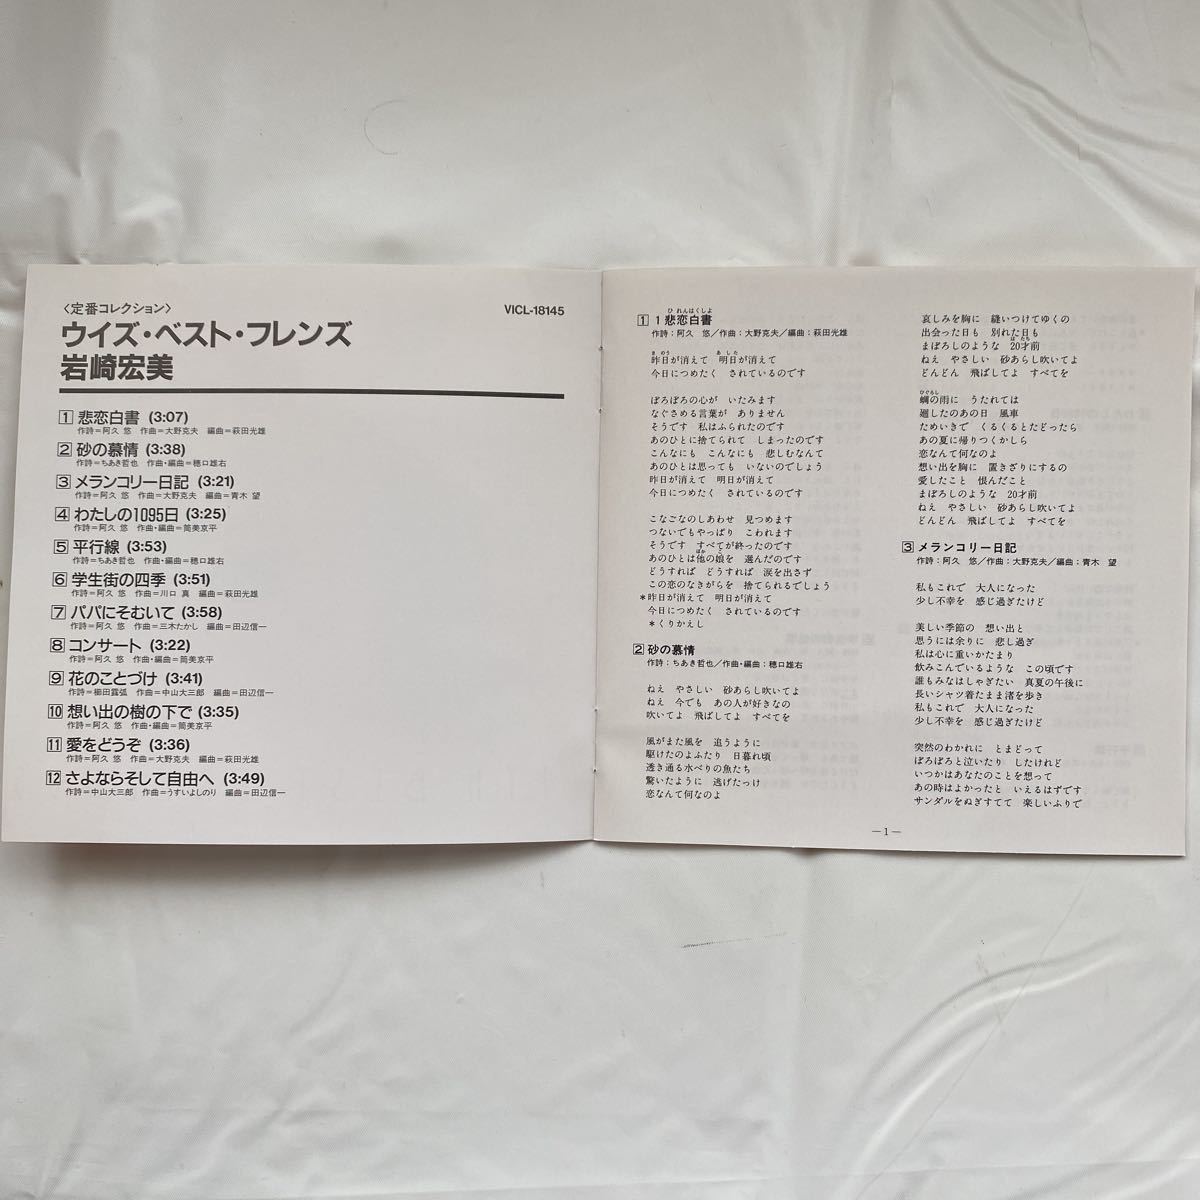 〈定番コレクション〉
VICL-18145
ウイズ・ベスト・フレンズ
岩崎宏美
1 悲恋白書 (3:07)
作詩=阿久 悠 作曲=大野克夫 編曲=萩田光雄
2 砂の慕情 (3:38)
作詩=ちあき哲也 作曲・編曲=穂口雄右
3 メランコリー日記 (3:21)
作詩=阿久 悠 作曲=大野克夫 編曲=青木 望
4 わたしの1095日 (3:25)
作詩=阿久 悠 作曲・編曲=筒美京平
5 平行線 (3:53)
作詩=ちあき哲也 作曲・編曲=穂口雄右
6 学生街の四季 (3:51)
作詩=阿久 悠 作曲=川口 真 編曲=萩田光雄
7 パパにそむいて (3:58)
作詩=阿久 悠 作曲=三木たかし 編曲=田辺信一
8 コンサート (3:22)
作詩=阿久 悠 作曲・編曲=筒美京平
9 花のことづけ (3:41)
作詩=櫛田露弧 作曲=中山大三郎 編曲=田辺信一
10 想い出の樹の下で (3:35)
作詩=阿久 悠 作曲・編曲=筒美京平
11 愛をどうぞ (3:36)
作詩=阿久 悠 作曲=大野克夫 編曲=萩田光雄
12 さよならそして自由へ (3:49)
作詩=中山大三郎 作曲=うすいよしのり 編曲=田辺信一
ひれんはくしよ
1 1 悲恋白書
作詩:阿久 悠/作曲:大野克夫/編曲:萩田光雄
きのう あした
昨日が消えて 明日が消えて
今日につめたく されているのです
ぼろぼろの心が いたみます
なぐさめる言葉が ありません
そうです 私はふられたのです
あのひとに捨てられて しまったのです
こんなにも こんなにも 悲しむなんて
あのひとは思っても いないのでしょう
昨日が消えて 明日が消えて
今日につめたく されているのです
こなごなのしあわせ 見つめます
つないでもやっぱり こわれます
そうです すべてが終ったのです
ほか
あのひとは他の娘を 選んだのです
どうすれば どうすれば 涙を出さず
この恋のなきがらを 捨てられるでしょう
*昨日が消えて 明日が消えて
今日につめたく されているのです
*くりかえし
2 砂の慕情
作詩:ちあき哲也/作曲・編曲:穂口雄右
ねえ やさしい 砂あらし吹いてよ
ねえ 今でも あの人が好きなの
吹いてよ 飛ばしてよ すべてを
風がまた風を 追うように
駆けたのよふたり 日暮れ頃
透き通る水べりの魚たち
驚いたように 逃げたっけ
恋なんて何なのよ
哀しみを胸に 縫いつけてゆくの
出会った日も 別れた日も
はたち
まぼろしのような 20才前
ねえ やさしい 砂あらし吹いてよ
どんどん 飛ばしてよ すべてを
ひぐらし
蜩の雨に うたれては
廻したのあの日 風車
ためいきで くるくるとたどったら
あの夏に帰りつくかしら
恋なんて何なのよ
想い出を胸に 置きざりにするの
愛したこと 恨んだこと
まぼろしのような 20才前
ねえ やさしい 砂あらし吹いてよ
どんどん 飛ばしてよ すべてを
3 メランコリー日記
作詩:阿久 悠/作曲:大野克夫/編曲:青木 望
私もこれで 大人になった
少し不幸を 感じ過ぎたけど
美しい季節の 想い出と
思うには余りに 悲し過ぎ
私は心に重いかたまり
飲みこんでいるような この頃です
誰もみなはしゃぎたい 真夏の午後に
長いシャツ着たまま渚を歩き
私もこれで 大人になった
少し不幸を 感じ過ぎたけど
突然のわかれに とまどって
ぼろぼろと泣いたり したけれど
いつかはあなたのことを想って
あの時はよかったと いえるはずです
サンダルをぬぎすてて 楽しいふりで
—1—